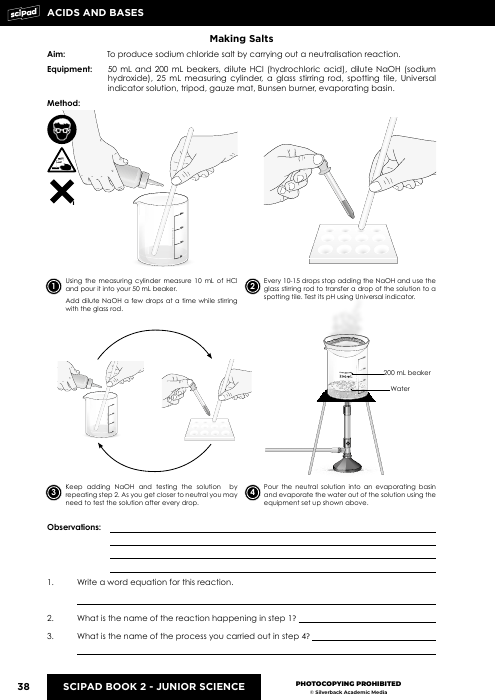 scipad ACIDS AND BASES
Making Salts
Aim: To produce sodium chloride salt by carrying out a neutralisation reaction.
Equipment: 50 mL and 200 mL beakers, dilute HCl (hydrochloric acid), dilute NaOH (sodium
hydroxide), 25 mL measuring cylinder, a glass stirring rod, spotting tile, Universal
indicator solution, tripod, gauze mat, Bunsen burner, evaporating basin.
Method:
1 Using the measuring cylinder measure 10 mL of HCl
and pour it into your 50 mL beaker.
Add dilute NaOH a few drops at a time while stirring
with the glass rod.
2 Every 10-15 drops stop adding the NaOH and use the
glass stirring rod to transfer a drop of the solution to a
spotting tile. Test its pH using Universal indicator.
200 mL beaker
Water
3 Keep adding NaOH and testing the solution by
repeating step 2. As you get closer to neutral you may
need to test the solution after every drop.
4 Pour the neutral solution into an evaporating basin
and evaporate the water out of the solution using the
equipment set up shown above.
Observations:
1. Write a word equation for this reaction.
2. What is the name of the reaction happening in step 1?
3. What is the name of the process you carried out in step 4?
38 SCIPAD BOOK 2 - JUNIOR SCIENCE
PHOTOCOPYING PROHIBITED
© Silverback Academic Media